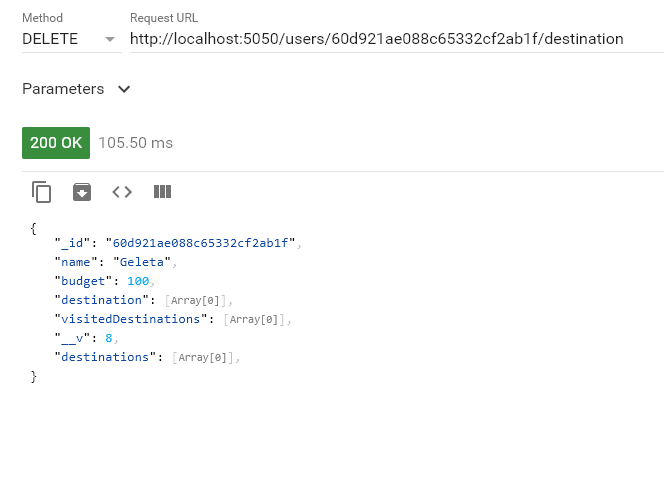 Method
Request URL
DELETE
http://localhost:5050/users/60d921ae088c65332cf2ab1f/destination
Parameters
200 OK
105.50 ms
{
"_id": "60d921ae088c65332cf2ab1f",
"name": "Geleta",
"budget": 100,
"destination": [Array[0]],
"visitedDestinations": [Array[0]],
"__v": 8,
"destinations": [Array[0]],
}